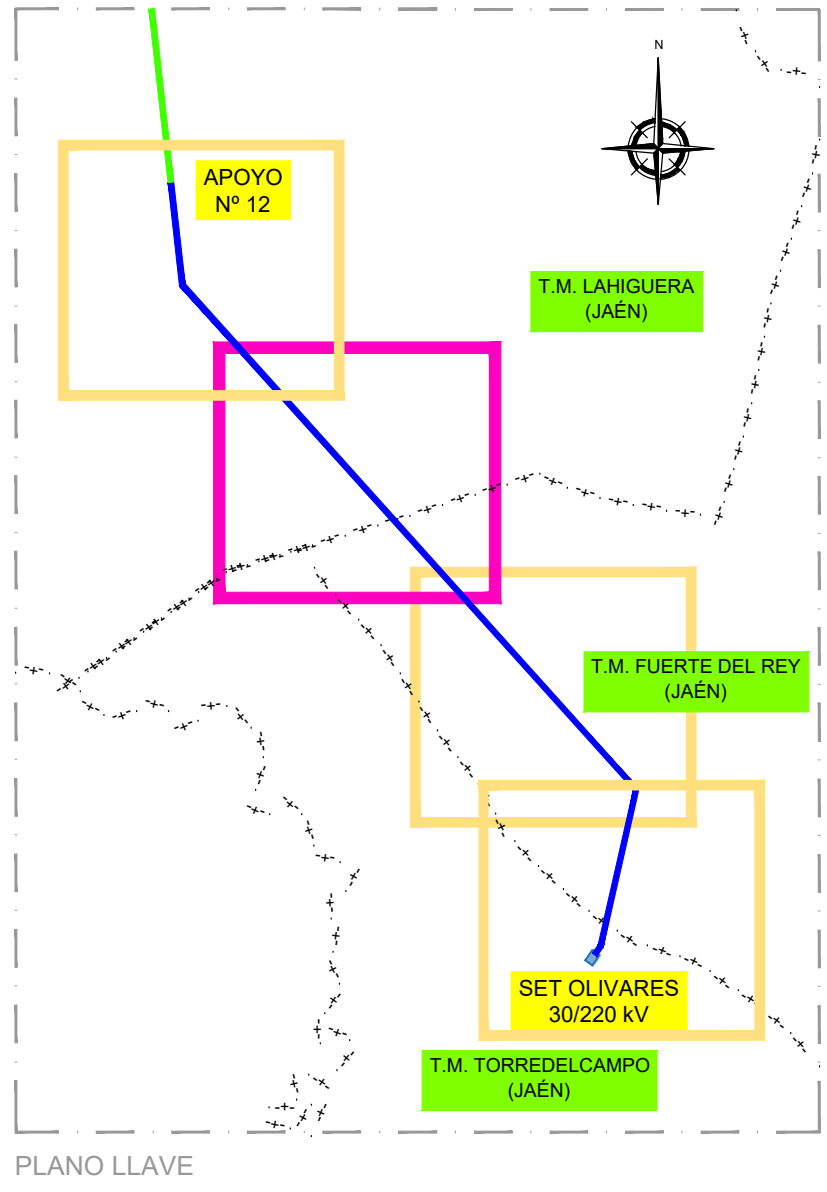 N
APOYO
Nº 12
T.M. LAHIGUERA
(JAÉN)
T.M. FUERTE DEL REY
(JAÉN)
SET OLIVARES
30/220 kV
T.M. TORREDELCAMPO
(JAÉN)
PLANO LLAVE